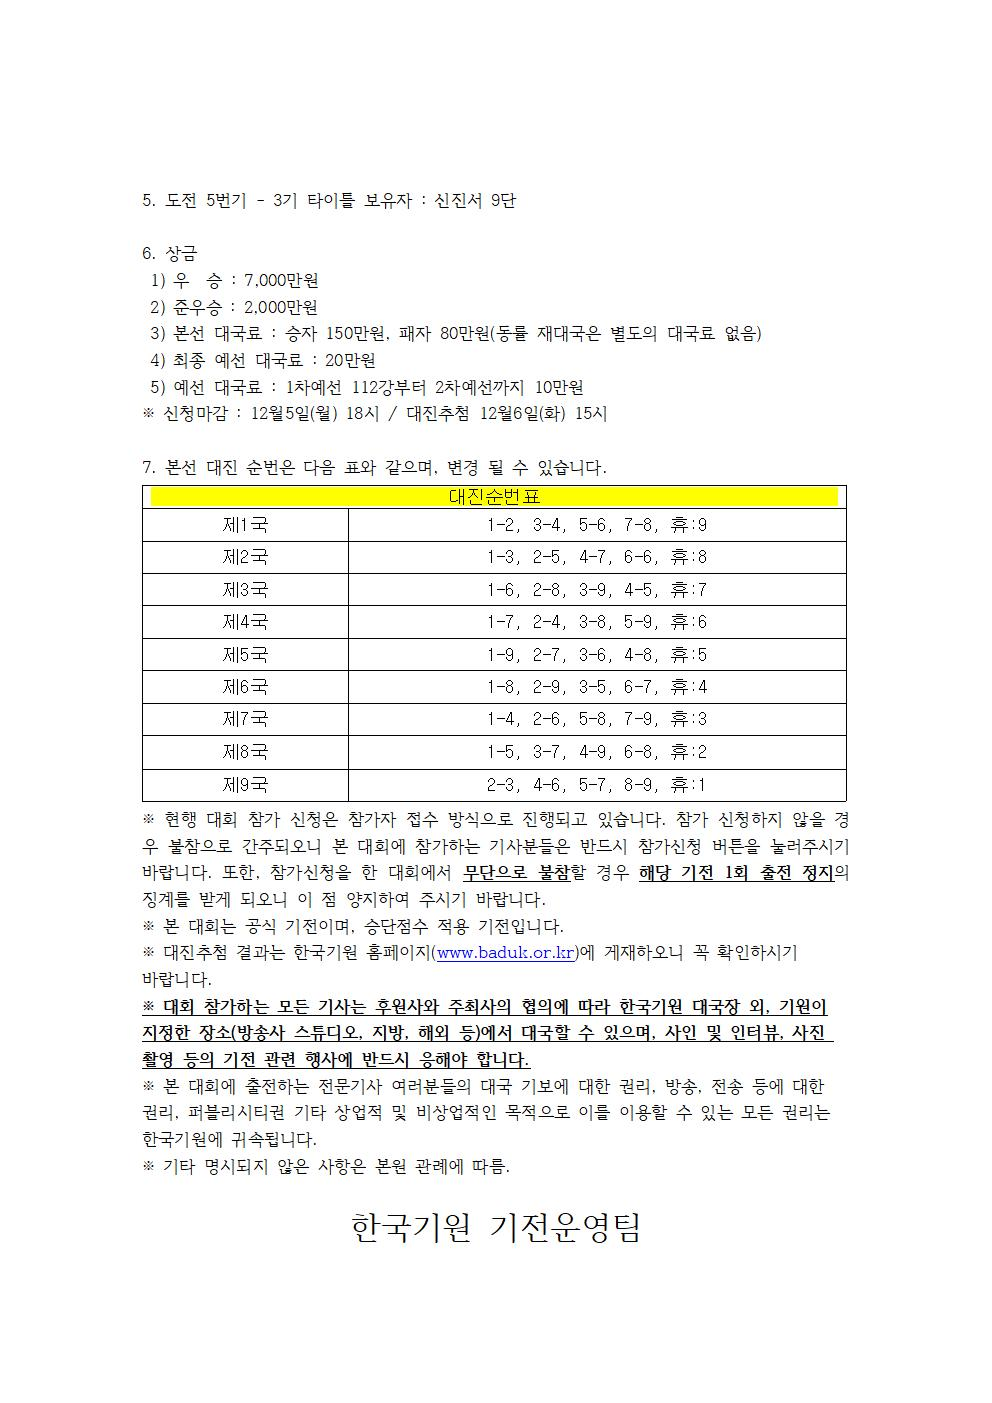 5. 도전 5번기 - 3기 타이틀 보유자 : 신진서 9단
6. 상금
1) 우 승 : 7,000만원
2) 준우승 : 2,000만원
3) 본선 대국료 : 승자 150만원, 패자 80만원(동률 재대국은 별도의 대국료 없음)
4) 최종 예선 대국료 : 20만원
5) 예선 대국료 : 1차예선 112강부터 2차예선까지 10만원
※ 신청마감 : 12월5일(월) 18시 / 대진추첨 12월6일(화) 15시
7. 본선 대진 순번은 다음 표와 같으며, 변경 될 수 있습니다.
대진순번표
제1국 1-2, 3-4, 5-6, 7-8, 휴:9
제2국 1-3, 2-5, 4-7, 6-6, 휴:8
제3국 1-6, 2-8, 3-9, 4-5, 휴:7
제4국 1-7, 2-4, 3-8, 5-9, 휴:6
제5국 1-9, 2-7, 3-6, 4-8, 휴:5
제6국 1-8, 2-9, 3-5, 6-7, 휴:4
제7국 1-4, 2-6, 5-8, 7-9, 휴:3
제8국 1-5, 3-7, 4-9, 6-8, 휴:2
제9국 2-3, 4-6, 5-7, 8-9, 휴:1
※ 현행 대회 참가 신청은 참가자 접수 방식으로 진행되고 있습니다. 참가 신청하지 않을 경
우 불참으로 간주되오니 본 대회에 참가하는 기사분들은 반드시 참가신청 버튼을 눌러주시기
바랍니다. 또한, 참가신청을 한 대회에서 무단으로 불참할 경우 해당 기전 1회 출전 정지의
징계를 받게 되오니 이 점 양지하여 주시기 바랍니다.
※ 본 대회는 공식 기전이며, 승단점수 적용 기전입니다.
※ 대진추첨 결과는 한국기원 홈페이지(www.baduk.or.kr)에 게재하오니 꼭 확인하시기
바랍니다.
※ 대회 참가하는 모든 기사는 후원사와 주최사의 협의에 따라 한국기원 대국장 외, 기원이
지정한 장소(방송사 스튜디오, 지방, 해외 등)에서 대국할 수 있으며, 사인 및 인터뷰, 사진
촬영 등의 기전 관련 행사에 반드시 응해야 합니다.
※ 본 대회에 출전하는 전문기사 여러분들의 대국 기보에 대한 권리, 방송, 전송 등에 대한
권리, 퍼블리시티권 기타 상업적 및 비상업적인 목적으로 이를 이용할 수 있는 모든 권리는
한국기원에 귀속됩니다.
※ 기타 명시되지 않은 사항은 본원 관례에 따름.
한국기원 기전운영팀